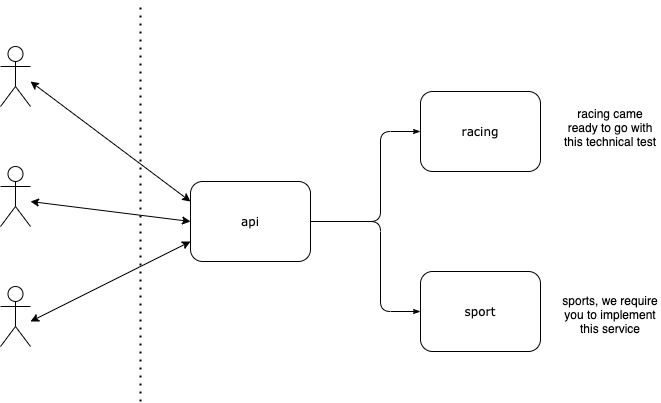 racing
racing came
ready to go with
this technical test
api
sport
sports, we require
you to implement
this service